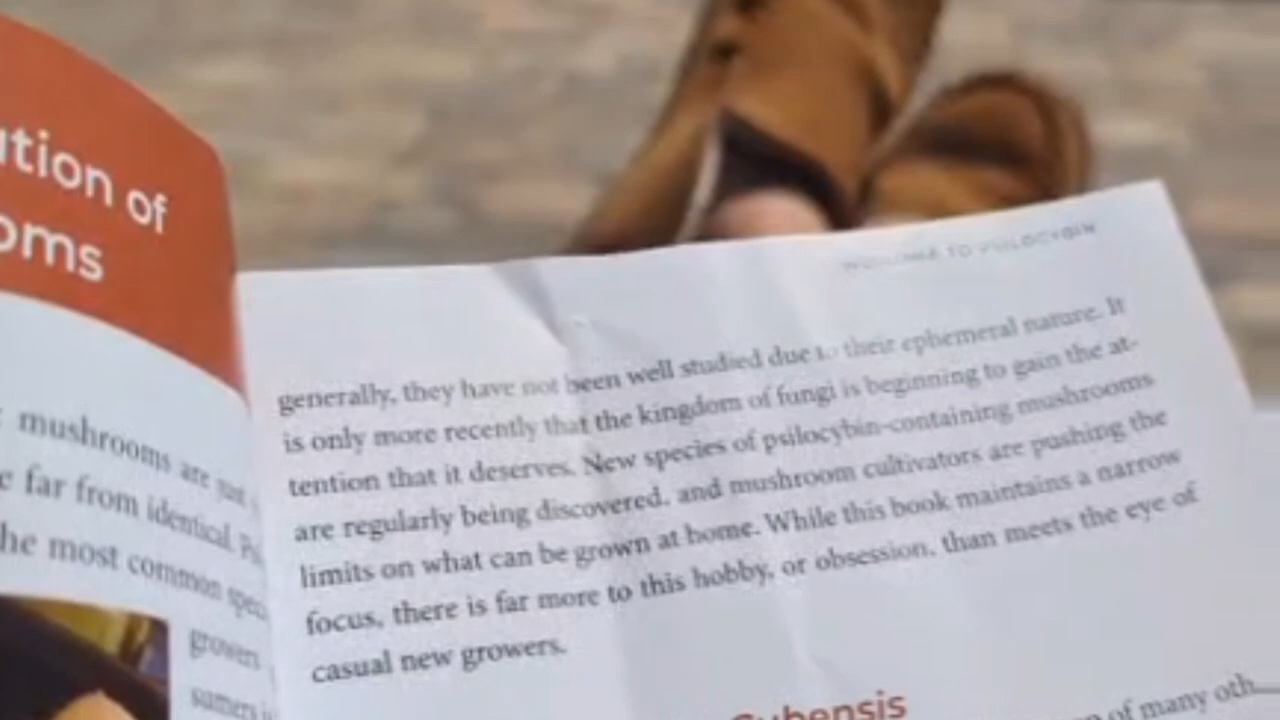 ution of
oms
mushrooms are just
far from identical.
he most common
growers
WELCOME TO PSILOCYBIN
generally, they have not been well studied due to their ephemeral nature. It
is only more recently that the kingdom of fungi is beginning to gain the at-
tention that it deserves. New species of psilocybin-containing mushrooms
are regularly being discovered, and mushroom cultivators are pushing the
limits on what can be grown at home. While this book maintains a narrow
focus, there is far more to this hobby, or obsession, than meets the eye of
casual new growers.
Cubensis
of many oth